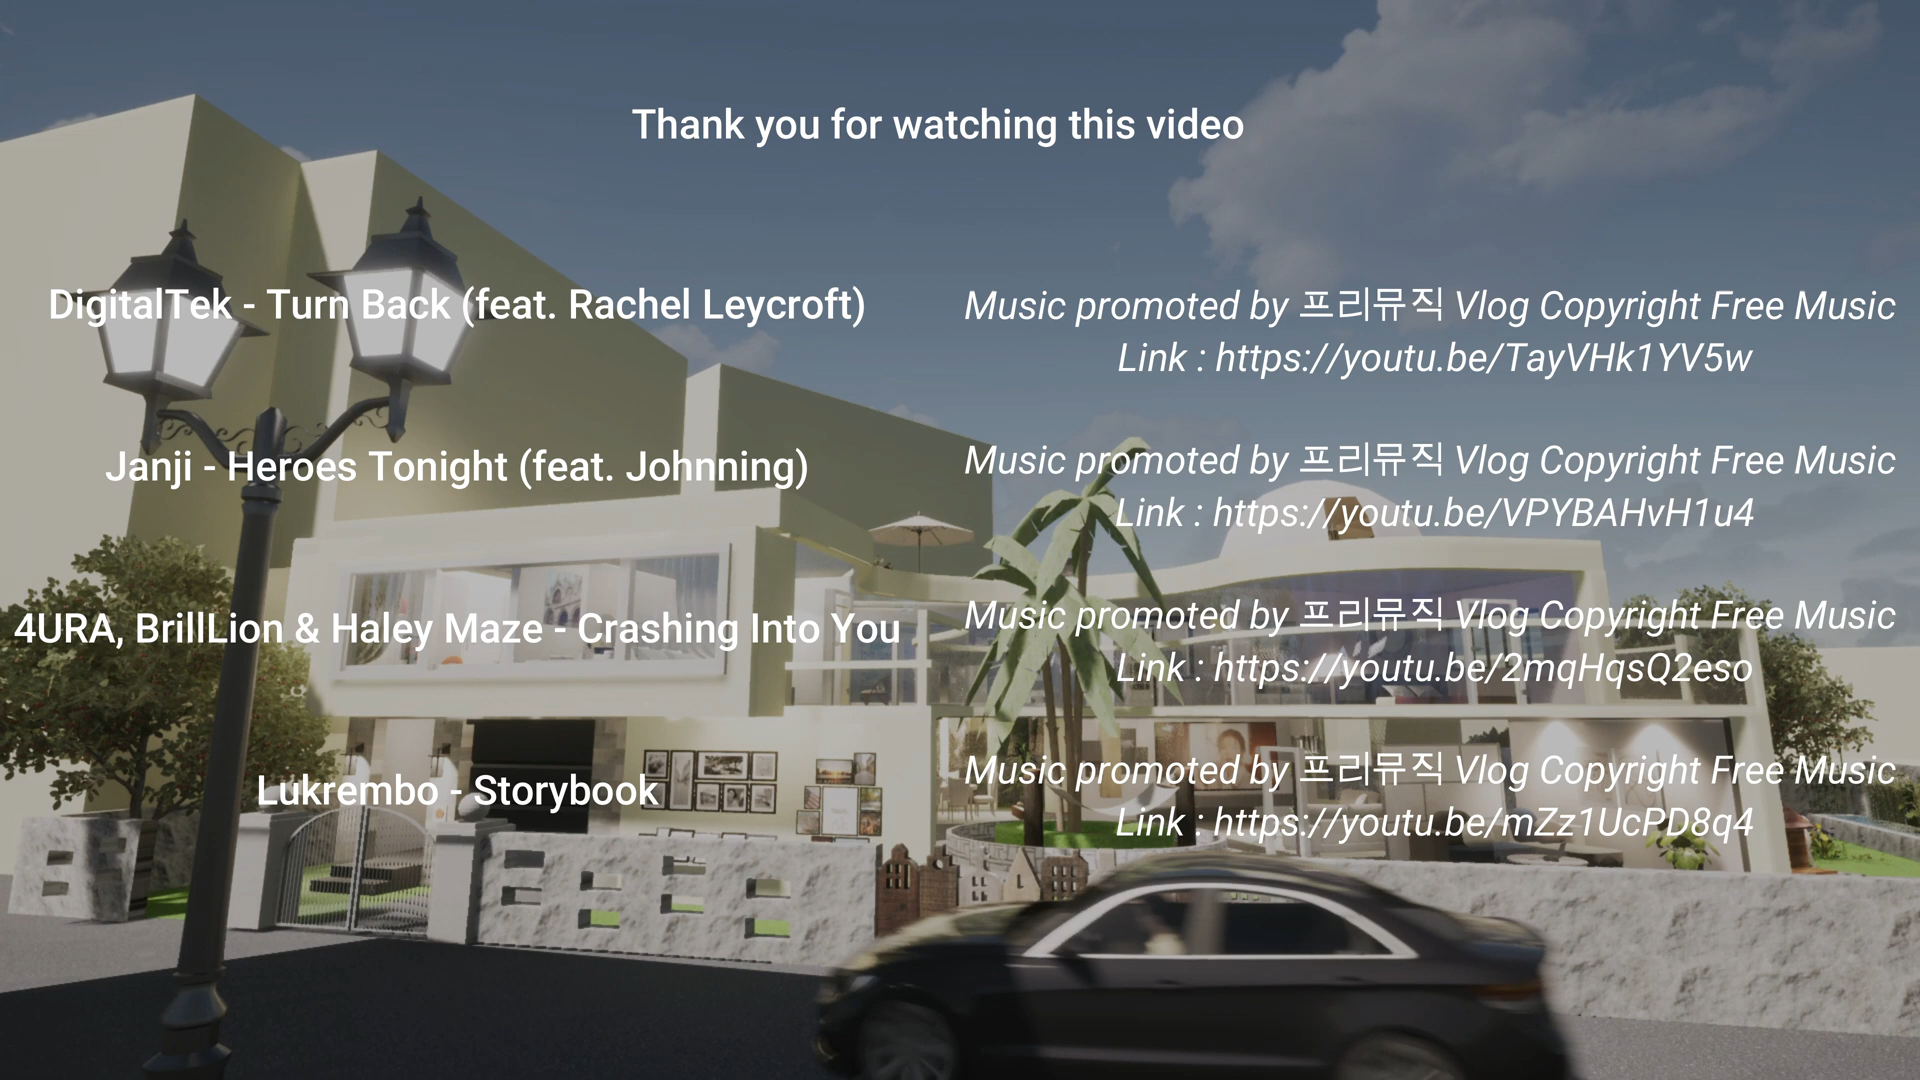 Thank you for watching this video
DigitalTek - Turn Back (feat. Rachel Leycroft)
Music promoted by 프리뮤직 Vlog Copyright Free Music
Link : https://youtu.be/TayVHk1YV5w
Janji - Heroes Tonight (feat. Johnning)
Music promoted by 프리뮤직 Vlog Copyright Free Music
Link : https://youtu.be/VPYBAHvH1u4
4URA, BrillLion & Haley Maze - Crashing Into You
Music promoted by 프리뮤직 Vlog Copyright Free Music
Link : https://youtu.be/2mqHqsQ2eso
Lukrembo - Storybook
Music promoted by 프리뮤직 Vlog Copyright Free Music
Link : https://youtu.be/mZz1UcPD8q4